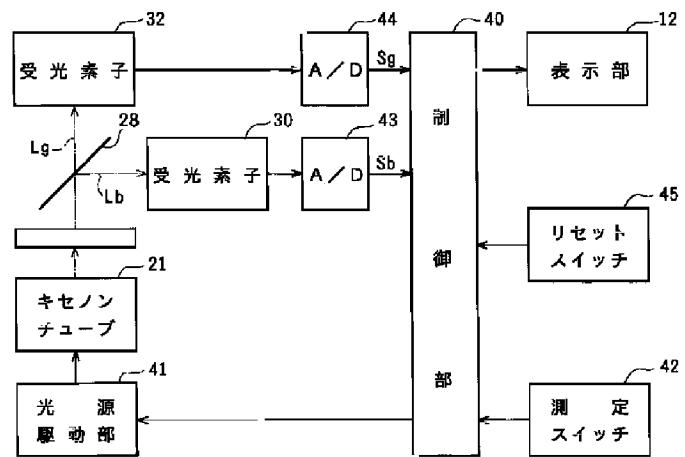 32
44
40
12
受光素子
A/D
Sg
表示部
28
Lg
30
43
Sb
Lb
受光素子
A/D
制御部
45
リセット
スイッチ
21
キセノン
チューブ
41
光源
駆動部
42
測定
スイッチ